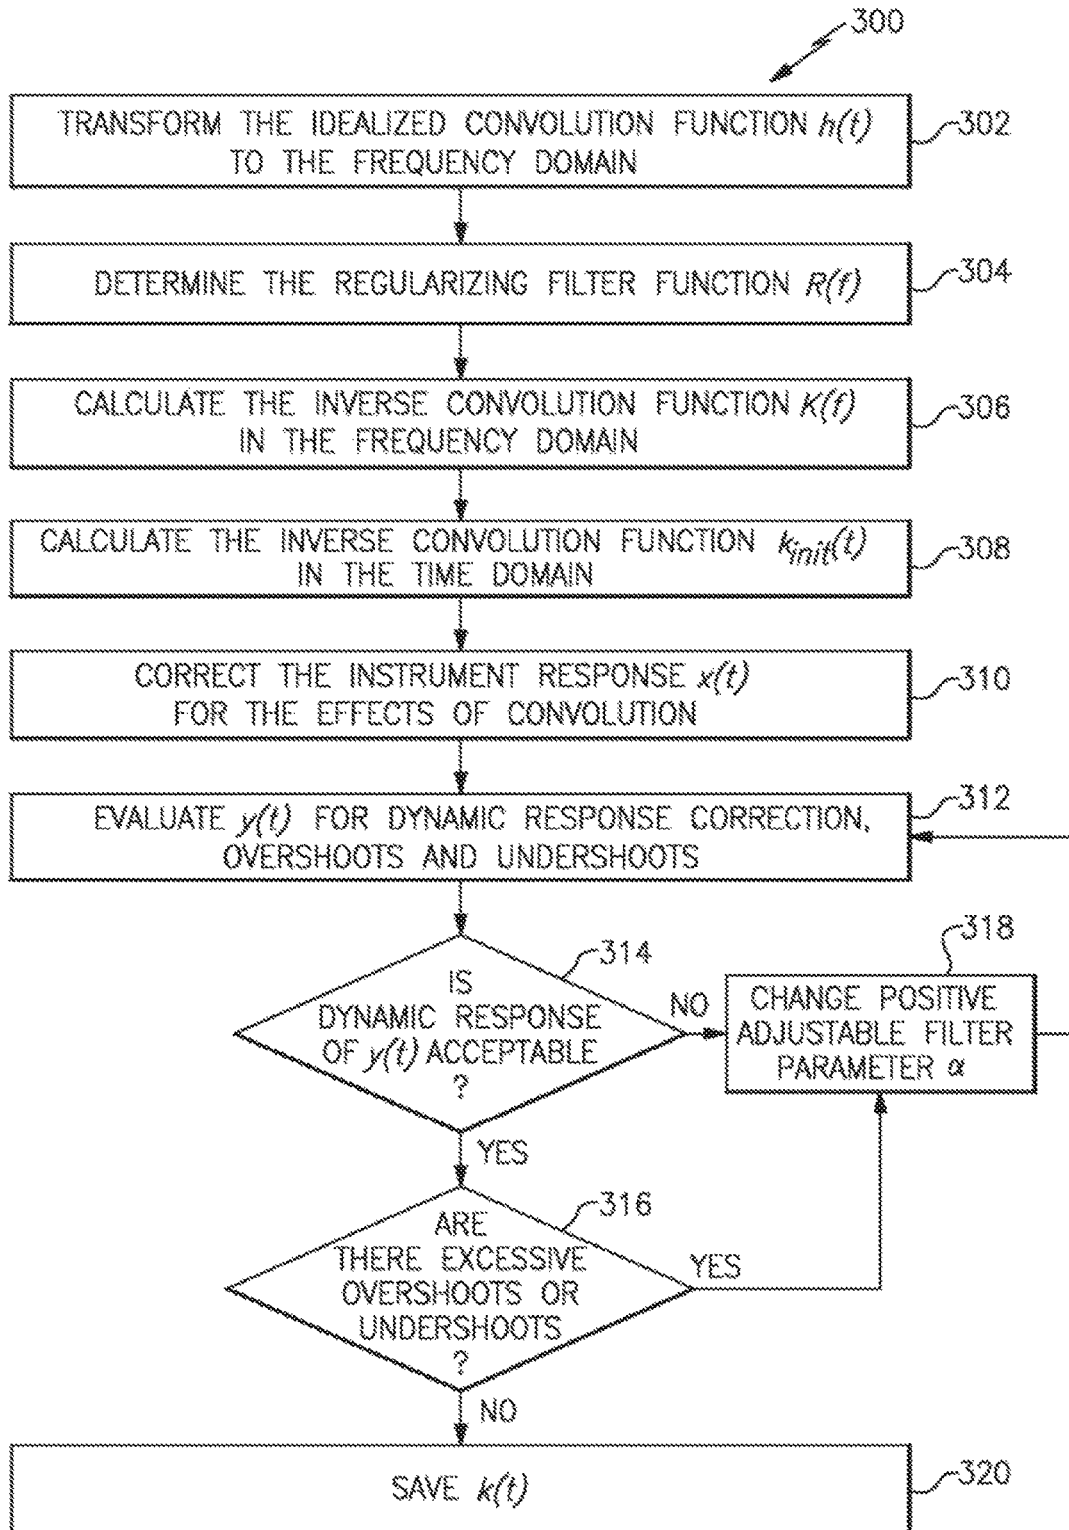 300
TRANSFORM THE IDEALIZED CONVOLUTION FUNCTION h(t)
TO THE FREQUENCY DOMAIN
302
DETERMINE THE REGULARIZING FILTER FUNCTION R(f)
304
CALCULATE THE INVERSE CONVOLUTION FUNCTION K(f)
IN THE FREQUENCY DOMAIN
306
CALCULATE THE INVERSE CONVOLUTION FUNCTION kinit(t)
IN THE TIME DOMAIN
308
CORRECT THE INSTRUMENT RESPONSE x(t)
FOR THE EFFECTS OF CONVOLUTION
310
EVALUATE y(t) FOR DYNAMIC RESPONSE CORRECTION,
OVERSHOOTS AND UNDERSHOOTS
312
IS
DYNAMIC RESPONSE
OF y(t) ACCEPTABLE
?
314
NO
CHANGE POSITIVE
ADJUSTABLE FILTER
PARAMETER α
318
YES
ARE
THERE EXCESSIVE
OVERSHOOTS OR
UNDERSHOOTS
?
316
YES
NO
SAVE k(t)
320